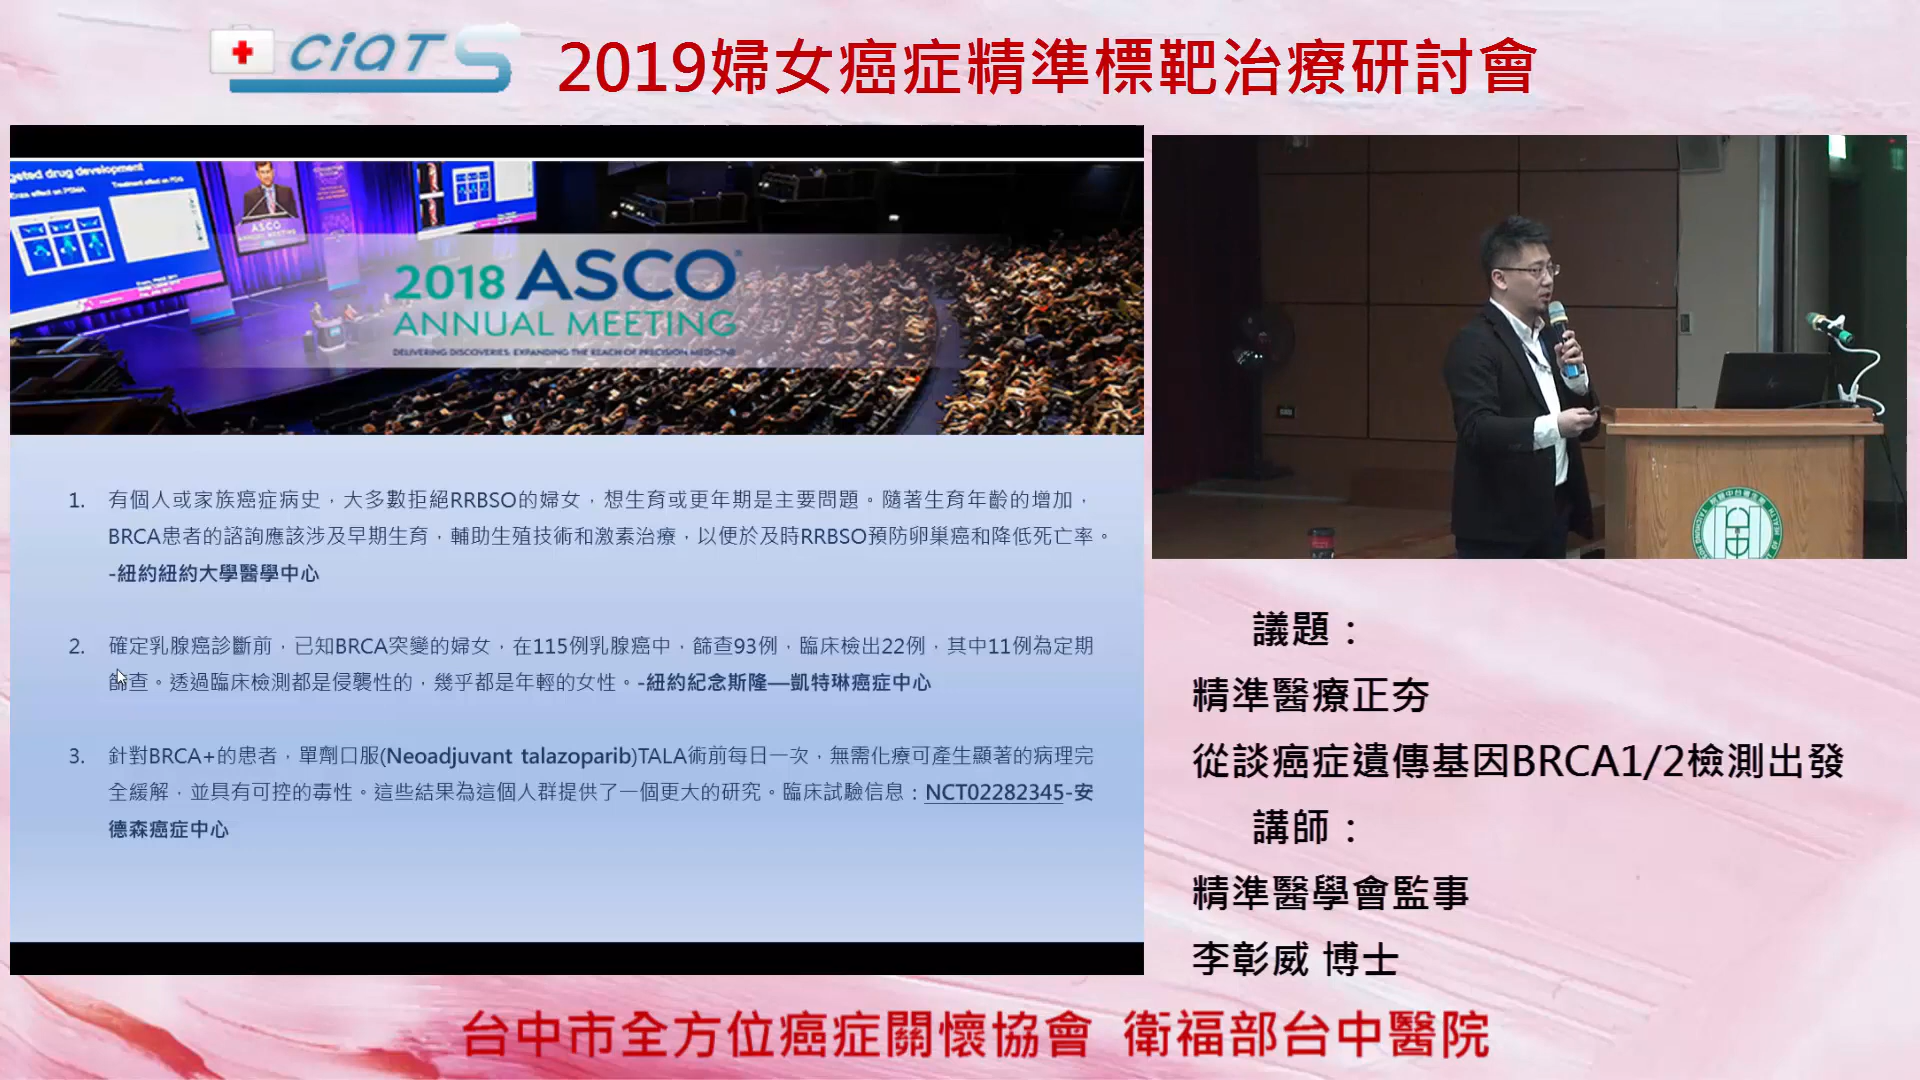 CiQTS
2019婦女癌症精準標靶治療研討會
geted drug development
ASCO
2018 ASCO
ANNUAL MEETING
DELIVERING DISCOVERIES: EXPANDING THE REACH OF PRECISION MEDICINE
1. 有個人或家族癌症病史，大多數拒絕RRBSO的婦女，想生育或更年期是主要問題。隨著生育年齡的增加，
BRCA患者的諮詢應該涉及早期生育，輔助生殖技術和激素治療，以便於及時RRBSO預防卵巢癌和降低死亡率。
-紐約紐約大學醫學中心
2. 確定乳腺癌診斷前，已知BRCA突變的婦女，在115例乳腺癌中，篩查93例，臨床檢出22例，其中11例為定期
篩查。透過臨床檢測都是侵襲性的，幾乎都是年輕的女性。-紐約紀念斯隆—凱特琳癌症中心
3. 針對BRCA+的患者，單劑口服(Neoadjuvant talazoparib)TALA術前每日一次，無需化療可產生顯著的病理完
全緩解，並具有可控的毒性。這些結果為這個人群提供了一個更大的研究。臨床試驗信息：NCT02282345-安
德森癌症中心
議題：
精準醫療正夯
從談癌症遺傳基因BRCA1/2檢測出發
講師：
精準醫學會監事
李彰威 博士
台中市全方位癌症關懷協會 衛福部台中醫院